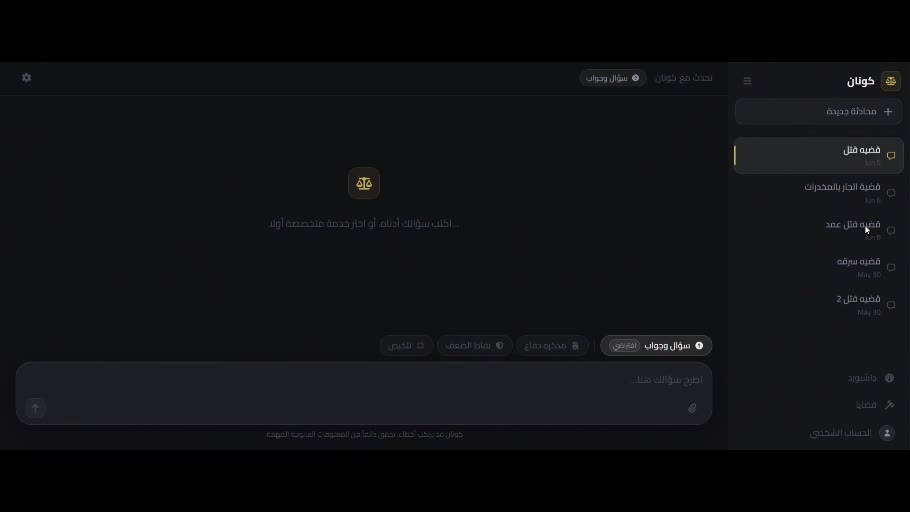 كونان
محادثة جديدة
قضيه قتل
Jun 5
قضية اتجار بالمخدرات
Jun 8
قضيه قتل عمد
Jun 8
قضيه سرقه
May 30
قضيه قتل 2
May 30
داشبورد
قضايا
الحساب الشخصي
تحدث مع كونان
سؤال وجواب
اكتب سؤالك أدناه، أو اختر خدمة متخصصة أولا...
سؤال وجواب افتراضي
مذكره دفاع
نقاط الضعف
تلخيص
اطرح سؤالك هنا...
كونان قد يرتكب أخطاء. تحقق دائماً من المعلومات القانونية المهمة.